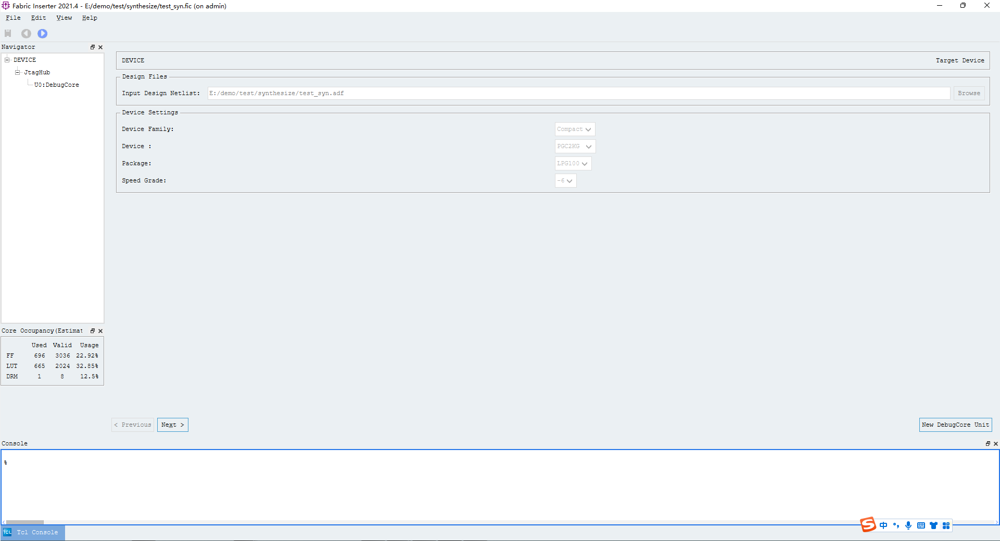 Fabric Inserter 2021.4 - E:/demo/test/synthesize/test_syn.fic (on admin)
File Edit View Help
Navigator
DEVICE
JtagHub
U0:DebugCore
DEVICE Target Device
Design Files
Input Design Netlist: E:/demo/test/synthesize/test_syn.adf Browse
Device Settings
Device Family: Compact
Device : PGC2KG
Package: LPG100
Speed Grade: -6
Core Occupancy(Estimat
Used Valid Usage
FF 696 3036 22.92%
LUT 665 2024 32.85%
DRM 1 8 12.5%
< Previous Next > New DebugCore Unit
Console
%
TCL Tcl Console
S 中